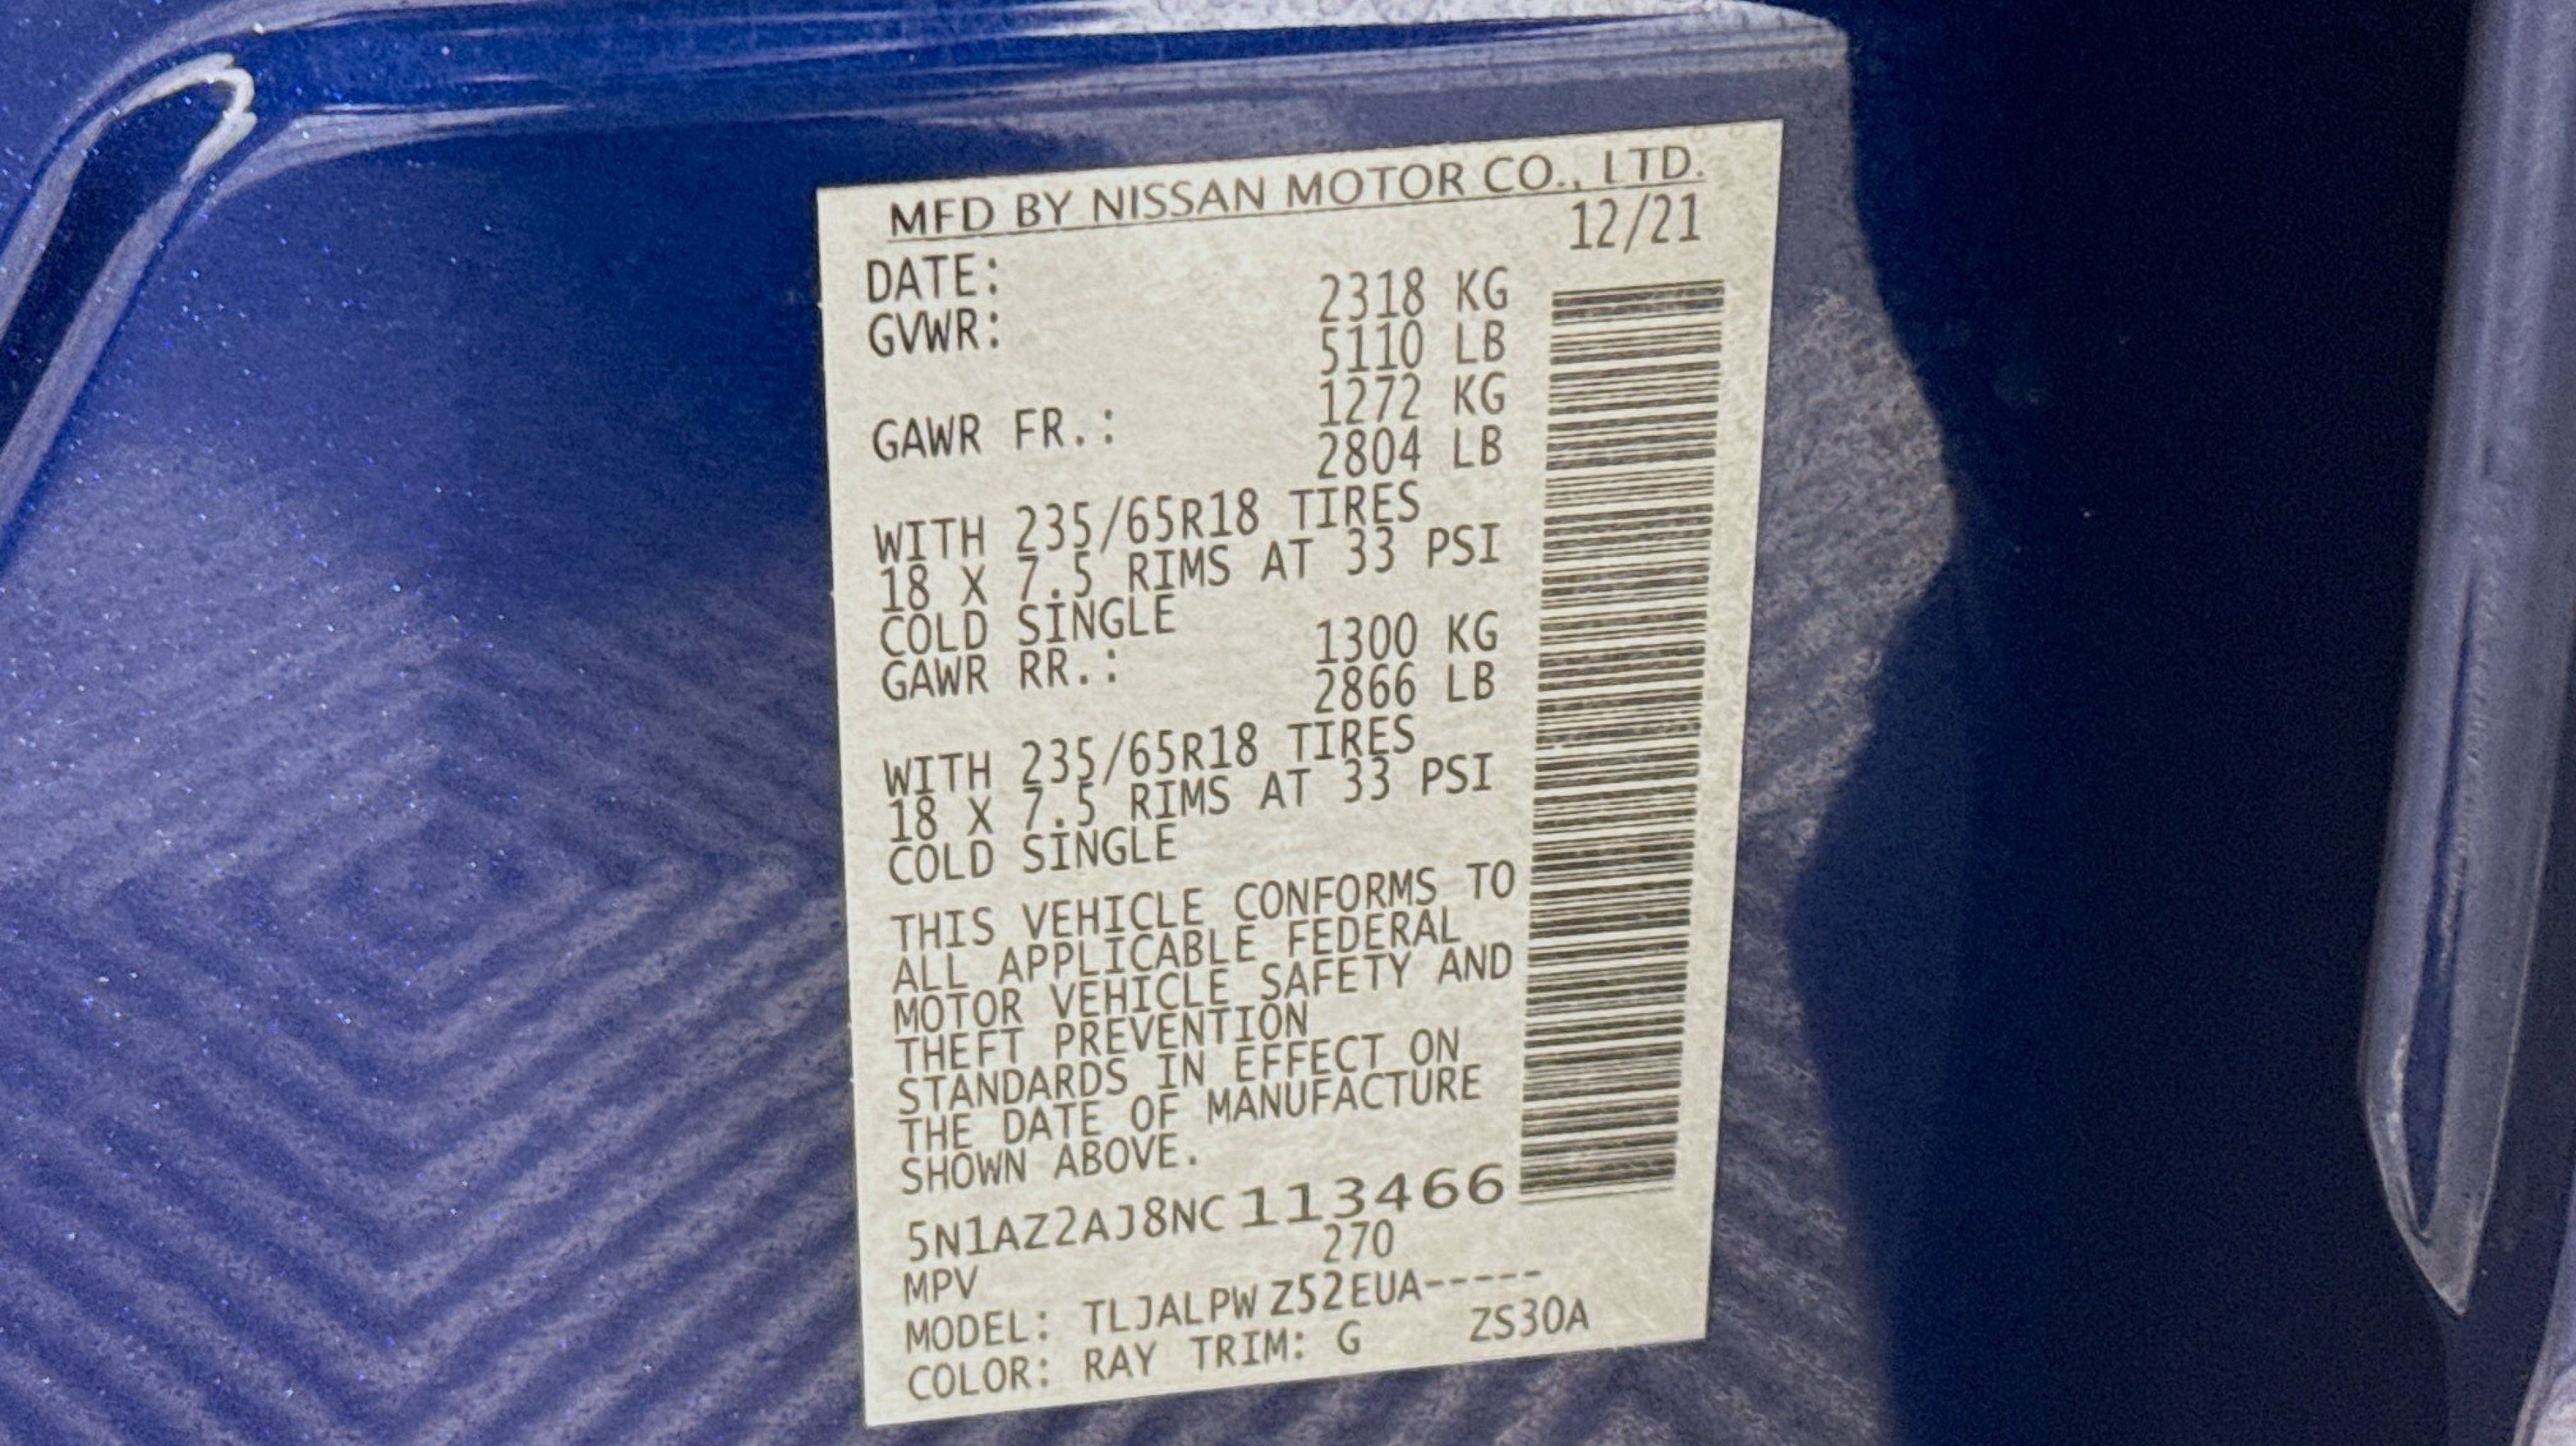 MFD BY NISSAN MOTOR CO., LTD.
DATE: 12/21
GVWR: 2318 KG
5110 LB
GAWR FR.: 1272 KG
2804 LB
WITH 235/65R18 TIRES
18 X 7.5 RIMS AT 33 PSI
COLD SINGLE
GAWR RR.: 1300 KG
2866 LB
WITH 235/65R18 TIRES
18 X 7.5 RIMS AT 33 PSI
COLD SINGLE
THIS VEHICLE CONFORMS TO
ALL APPLICABLE FEDERAL
MOTOR VEHICLE SAFETY AND
THEFT PREVENTION
STANDARDS IN EFFECT ON
THE DATE OF MANUFACTURE
SHOWN ABOVE.
5N1AZ2AJ8NC113466
MPV 270
MODEL: TLJALPWZ52EUA-----
COLOR: RAY TRIM: G ZS30A